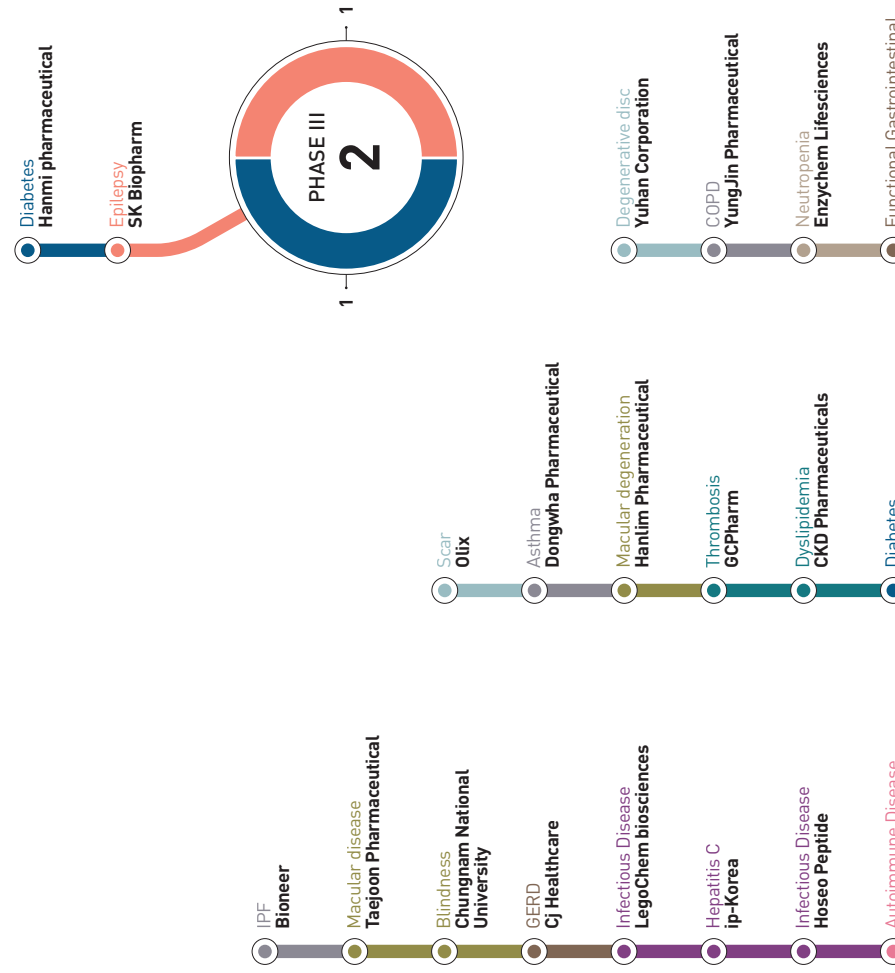 Diabetes
Hanmi pharmaceutical
Epilepsy
SK Biopharm
1
PHASE III
2
1
Degenerative disc
Yuhan Corporation
COPD
YungJin Pharmaceutical
Neutropenia
Enzychem Lifesciences
Functional Gastrointestinal
Scar
Olix
Asthma
Dongwha Pharmaceutical
Macular degeneration
Hanlim Pharmaceutical
Thrombosis
GCPharm
Dyslipidemia
CKD Pharmaceuticals
Diabetes
IPF
Bioneer
Macular disease
Taejoon Pharmaceutical
Blindness
Chungnam National
University
GERD
Cj Healthcare
Infectious Disease
LegoChem biosciences
Hepatitis C
ip-Korea
Infectious Disease
Hoseo Peptide
Autoimmune Disease